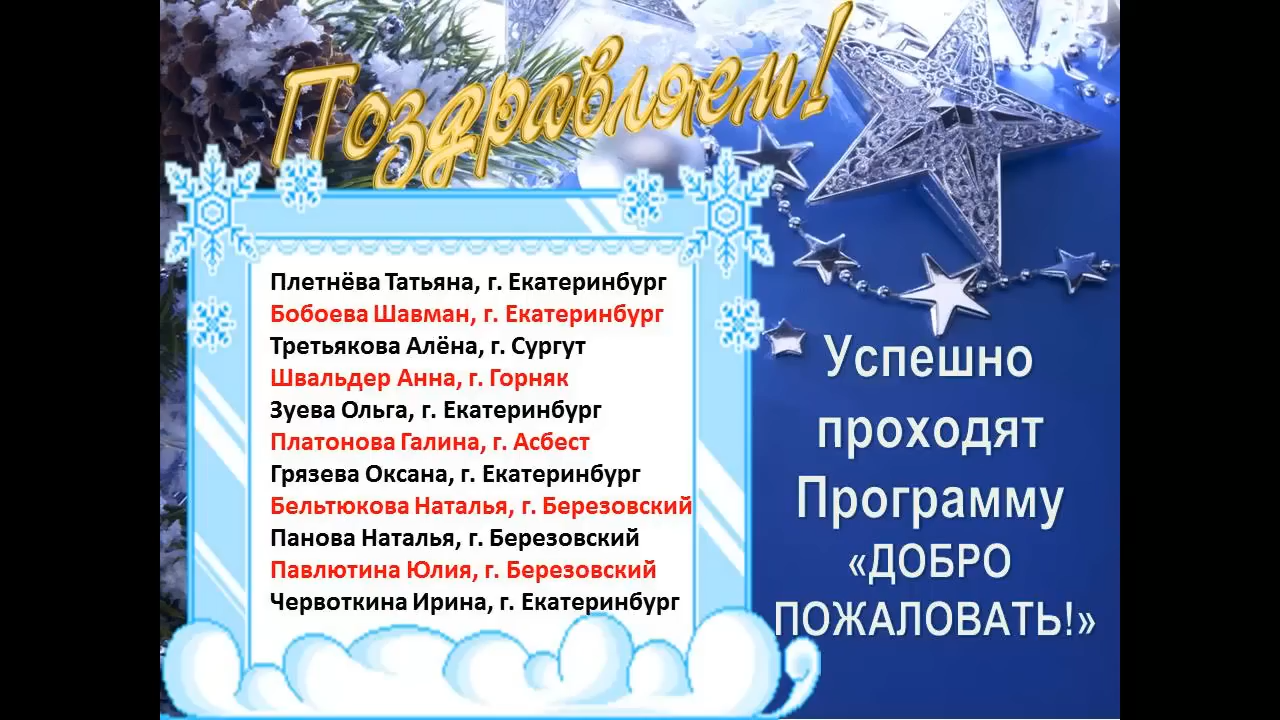 Поздравляем!
Плетнёва Татьяна, г. Екатеринбург
Бобоева Шавман, г. Екатеринбург
Третьякова Алёна, г. Сургут
Швальдер Анна, г. Горняк
Зуева Ольга, г. Екатеринбург
Платонова Галина, г. Асбест
Грязева Оксана, г. Екатеринбург
Бельтюкова Наталья, г. Березовский
Панова Наталья, г. Березовский
Павлютина Юлия, г. Березовский
Червоткина Ирина, г. Екатеринбург
Успешно
проходят
Программу
«ДОБРО
ПОЖАЛОВАТЬ!»